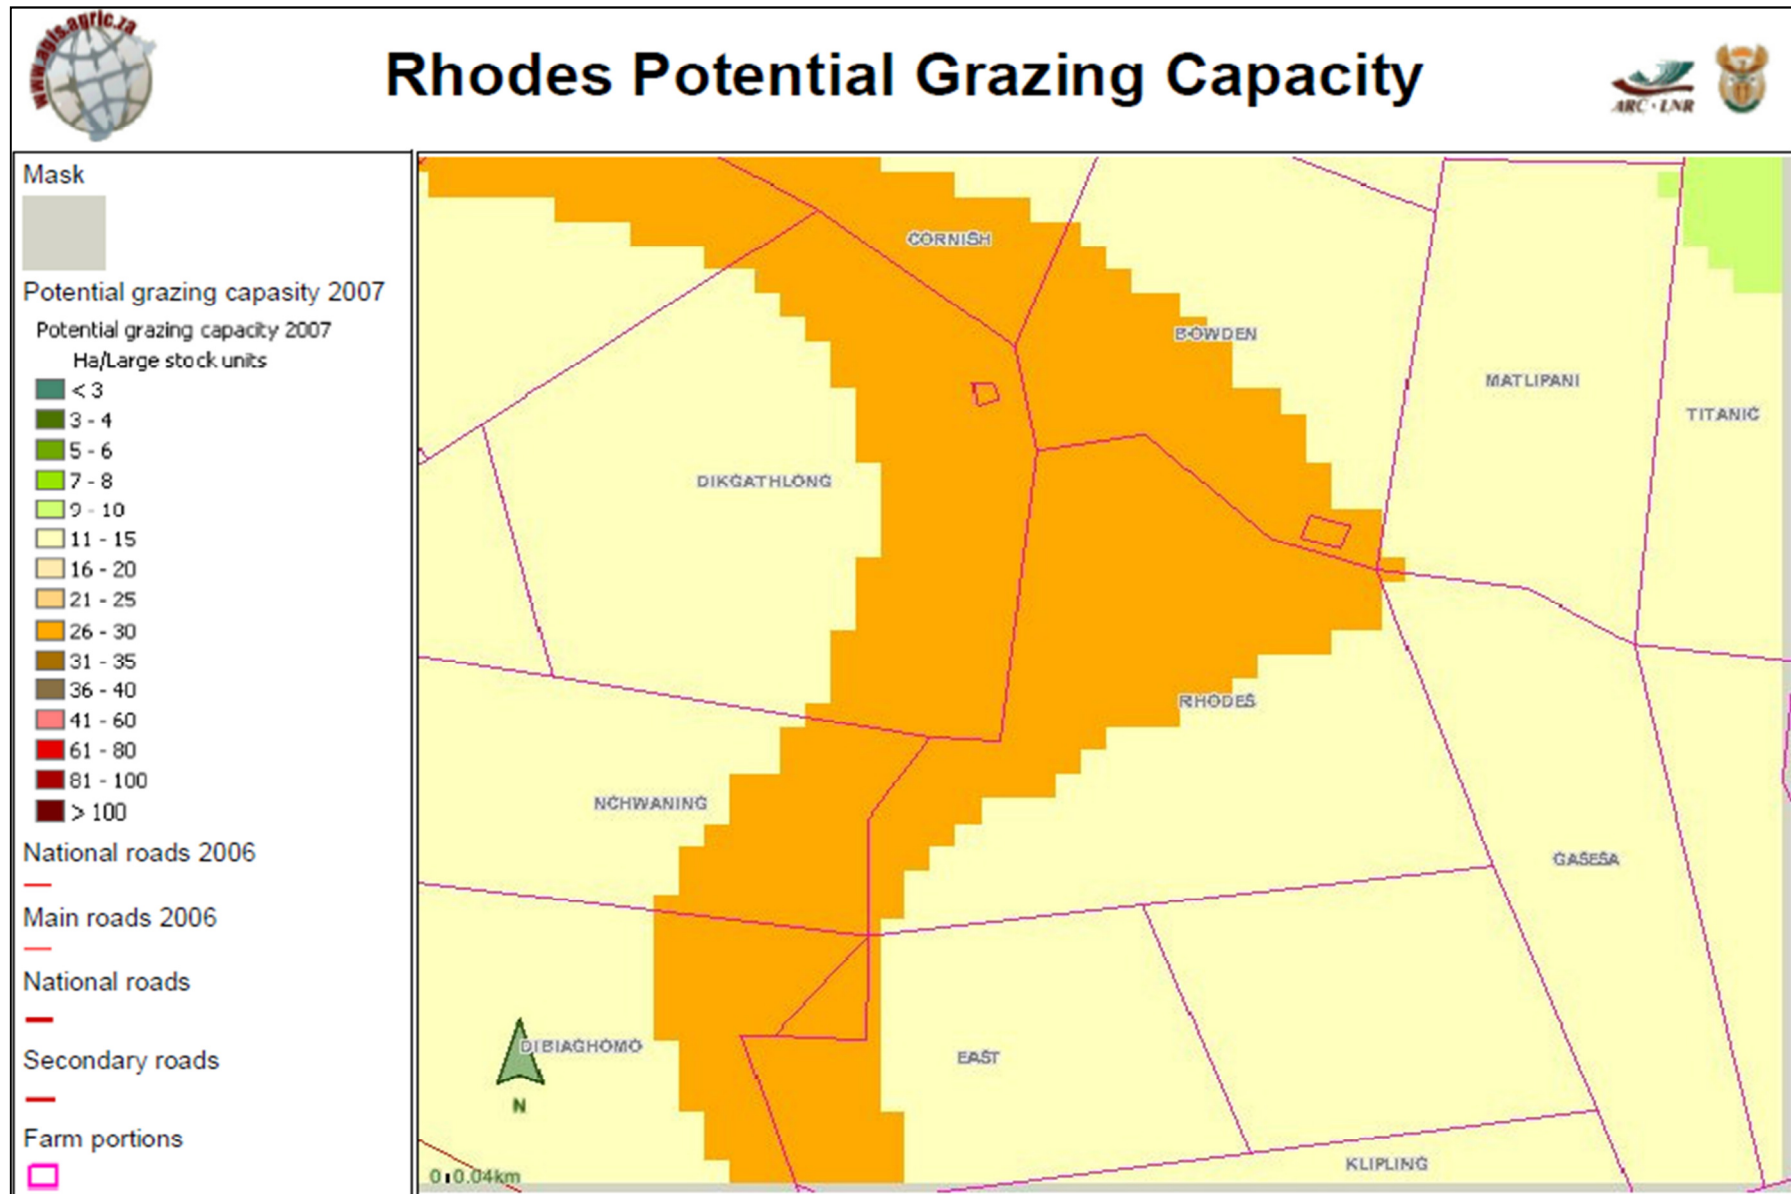 www.agis.agric.za
Rhodes Potential Grazing Capacity
ARC • LNR
Mask
Potential grazing capasity 2007
Potential grazing capacity 2007
Ha/Large stock units
< 3
3 - 4
5 - 6
7 - 8
9 - 10
11 - 15
16 - 20
21 - 25
26 - 30
31 - 35
36 - 40
41 - 60
61 - 80
81 - 100
> 100
National roads 2006
Main roads 2006
National roads
Secondary roads
Farm portions
CORNISH
BOWDEN
MATLIPANI
TITANIC
DIKGATHLONG
RHODES
NCHWANING
GASESA
DIBIAGHOMO
EAST
N
KLIPLING
0 0.04km